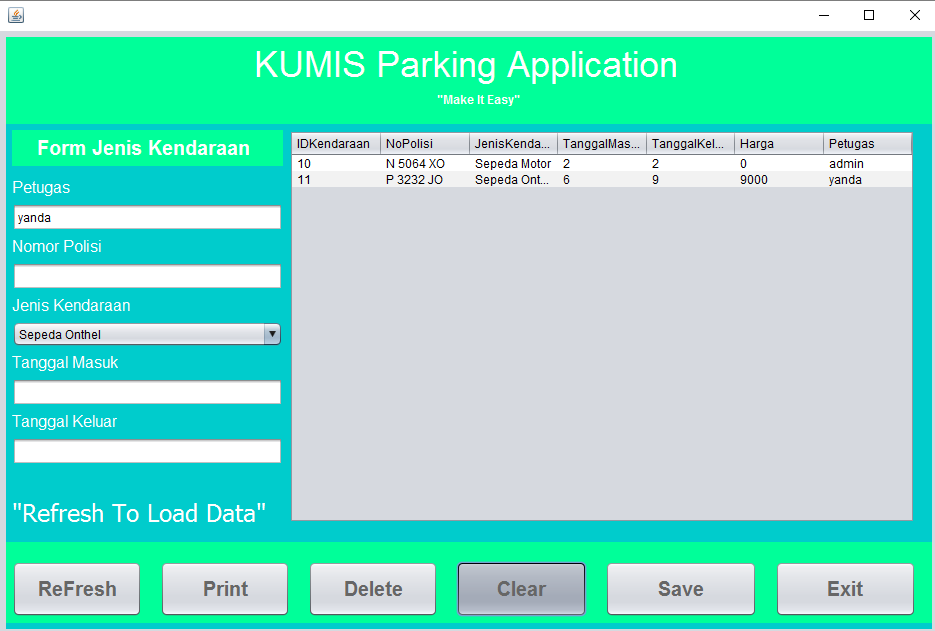 KUMIS Parking Application
"Make It Easy"
Form Jenis Kendaraan
Petugas
yanda
Nomor Polisi
Jenis Kendaraan
Sepeda Onthel
Tanggal Masuk
Tanggal Keluar
"Refresh To Load Data"
IDKendaraan NoPolisi JenisKenda... TanggalMas... TanggalKel... Harga Petugas
10 N 5064 XO Sepeda Motor 2 2 0 admin
11 P 3232 JO Sepeda Ont... 6 9 9000 yanda
ReFresh Print Delete Clear Save Exit